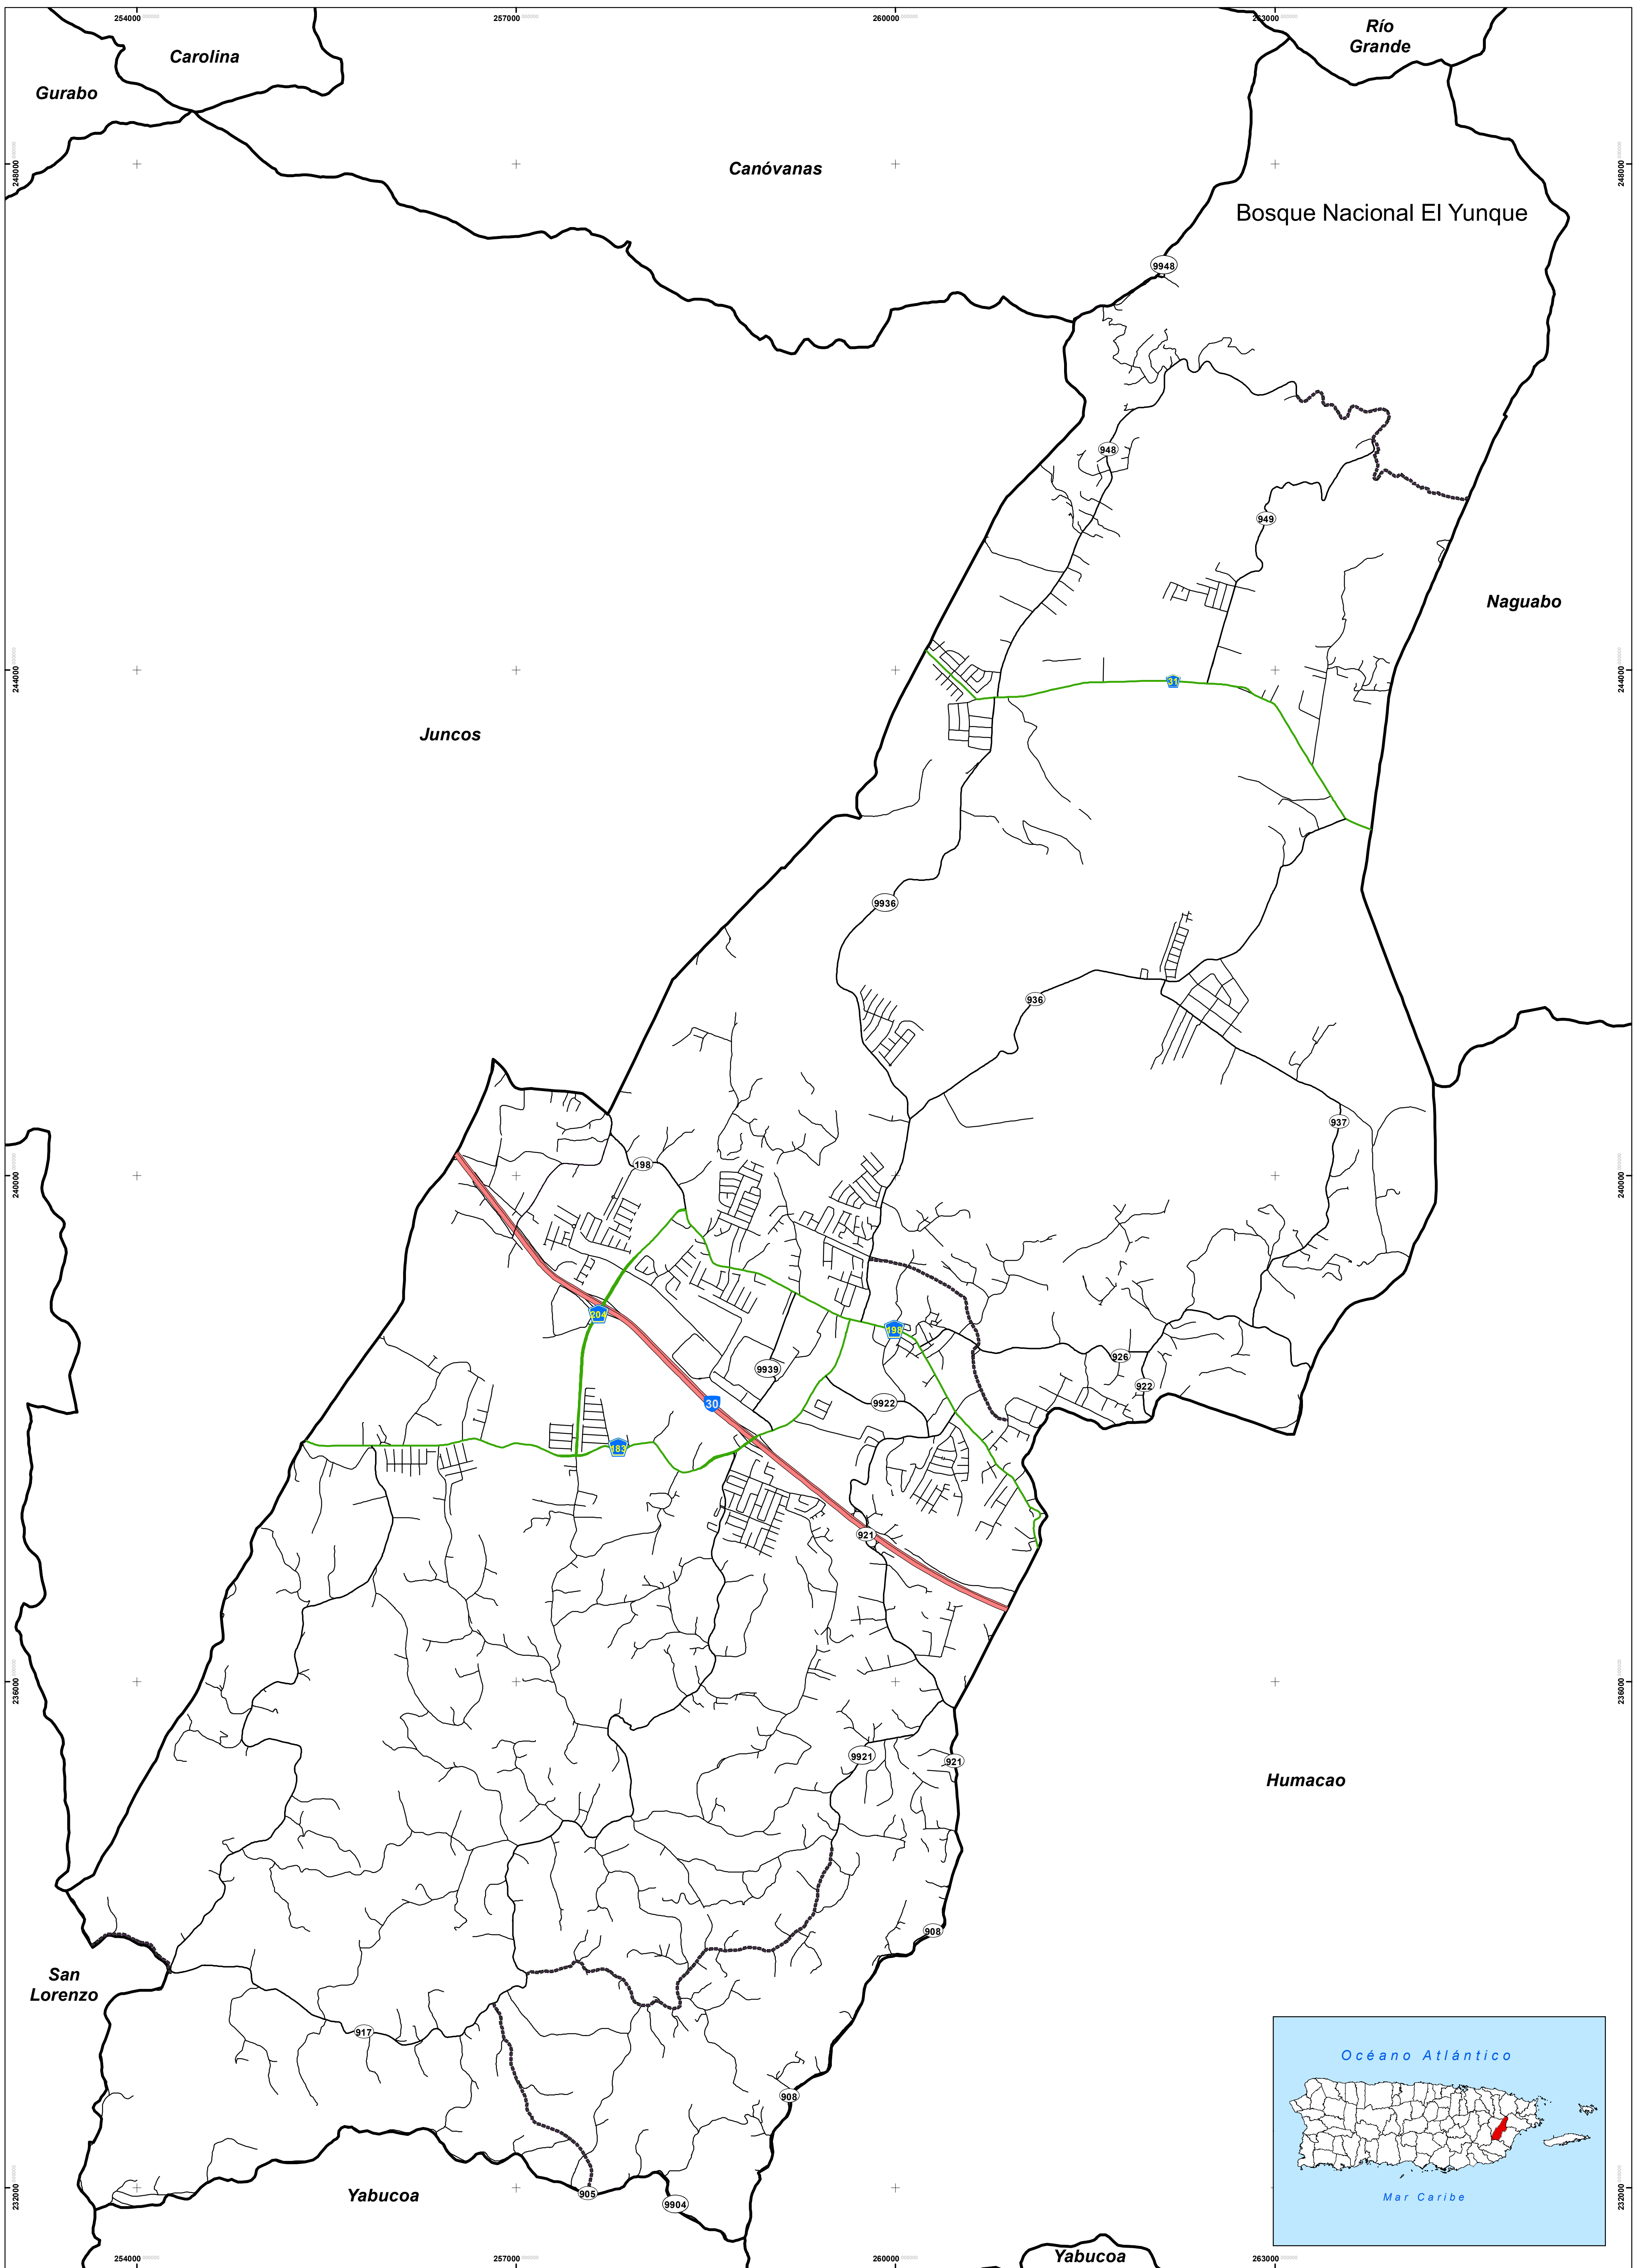 254000
257000
260000
263000
Río
Grande
Carolina
Gurabo
248000
248000
Canóvanas
Bosque Nacional El Yunque
9948
948
949
Naguabo
244000
244000
31
Juncos
9936
936
937
198
240000
240000
204
198
926
9939
922
9922
30
183
921
236000
236000
9921
921
Humacao
908
San
Lorenzo
917
Océano Atlántico
908
Mar Caribe
232000
232000
Yabucoa
905
9904
Yabucoa
254000
257000
260000
263000